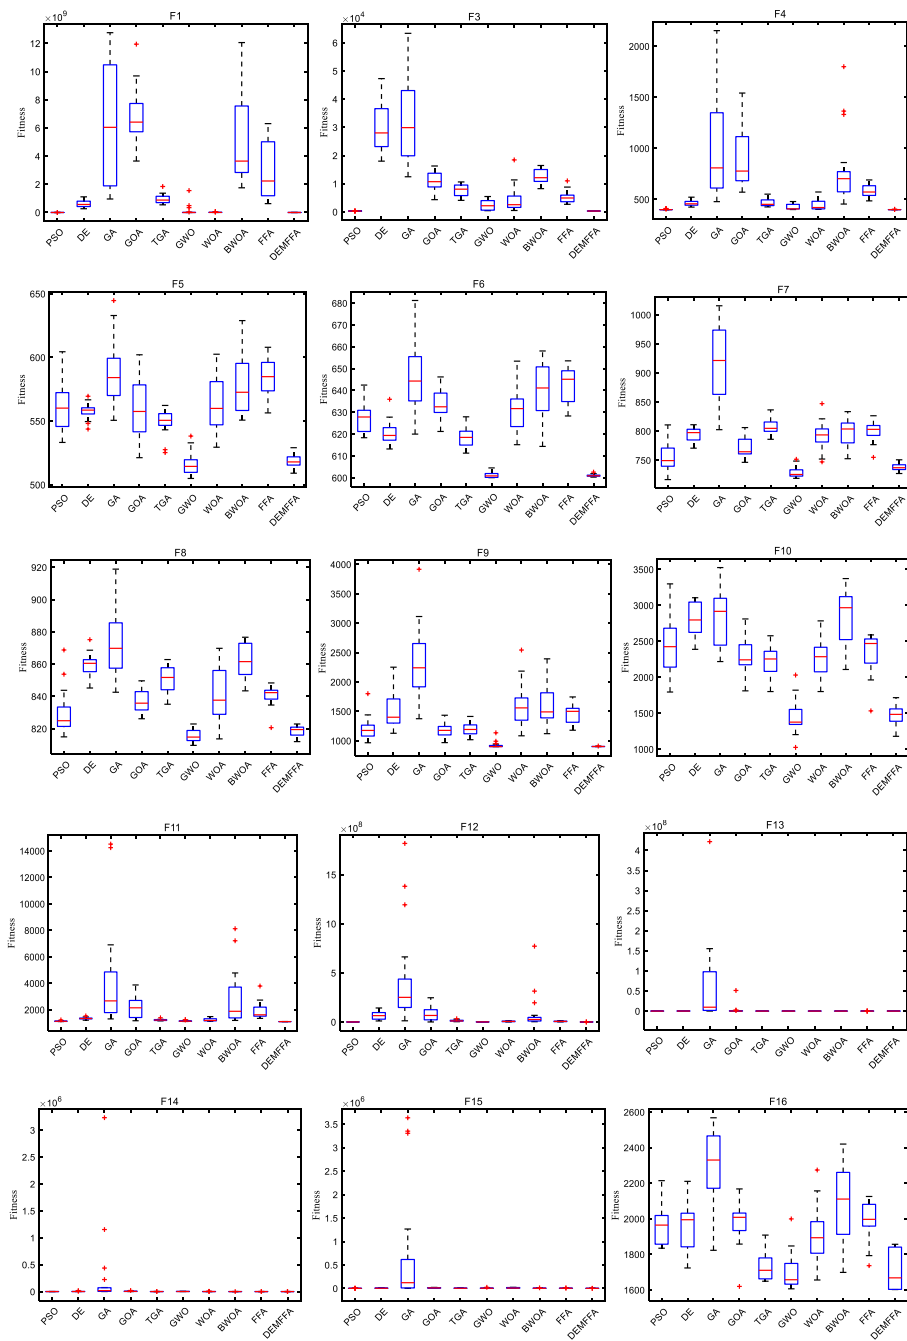 F1
×10^9
12
9
6
3
0
Fitness
PSO DE GA GOA TGA GWO WOA BWOA FFA DEMFFA
F3
×10^4
6
5
4
3
2
1
0
Fitness
PSO DE GA GOA TGA GWO WOA BWOA FFA DEMFFA
F4
2000
1500
1000
500
Fitness
PSO DE GA GOA TGA GWO WOA BWOA FFA DEMFFA
F5
650
600
550
500
Fitness
PSO DE GA GOA TGA GWO WOA BWOA FFA DEMFFA
F6
680
660
640
620
600
Fitness
PSO DE GA GOA TGA GWO WOA BWOA FFA DEMFFA
F7
1000
950
900
850
800
750
Fitness
PSO DE GA GOA TGA GWO WOA BWOA FFA DEMFFA
F8
920
900
880
860
840
820
Fitness
PSO DE GA GOA TGA GWO WOA BWOA FFA DEMFFA
F9
4000
3500
3000
2500
2000
1500
1000
Fitness
PSO DE GA GOA TGA GWO WOA BWOA FFA DEMFFA
F10
3500
3000
2500
2000
1500
1000
Fitness
PSO DE GA GOA TGA GWO WOA BWOA FFA DEMFFA
F11
14000
12000
10000
8000
6000
4000
2000
Fitness
PSO DE GA GOA TGA GWO WOA BWOA FFA DEMFFA
F12
×10^8
15
10
5
0
Fitness
PSO DE GA GOA TGA GWO WOA BWOA FFA DEMFFA
F13
×10^8
4
3.5
3
2.5
2
1.5
1
0.5
0
Fitness
PSO DE GA GOA TGA GWO WOA BWOA FFA DEMFFA
F14
×10^6
3
2.5
2
1.5
1
0.5
0
Fitness
PSO DE GA GOA TGA GWO WOA BWOA FFA DEMFFA
F15
×10^6
3.5
3
2.5
2
1.5
1
0.5
0
Fitness
PSO DE GA GOA TGA GWO WOA BWOA FFA DEMFFA
F16
2600
2400
2200
2000
1800
1600
Fitness
PSO DE GA GOA TGA GWO WOA BWOA FFA DEMFFA